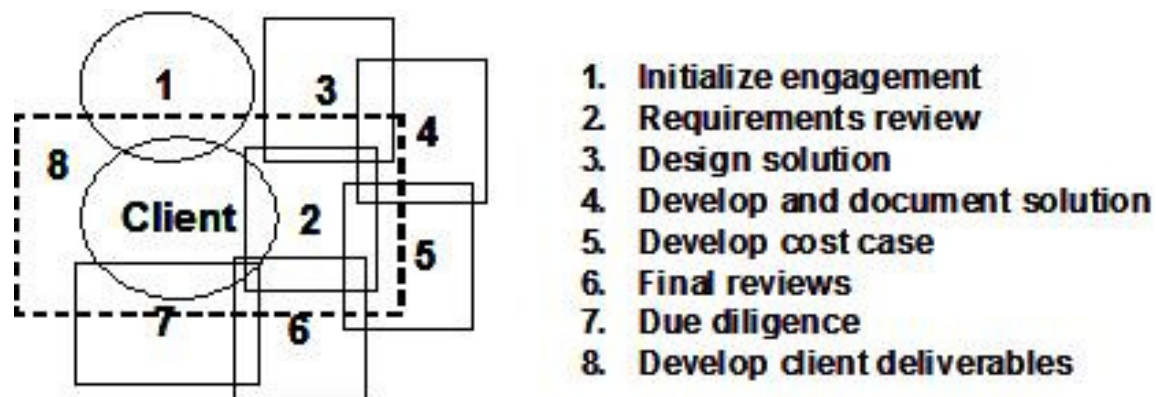 1
3
4
8
Client
2
5
7
6
1. Initialize engagement
2. Requirements review
3. Design solution
4. Develop and document solution
5. Develop cost case
6. Final reviews
7. Due diligence
8. Develop client deliverables